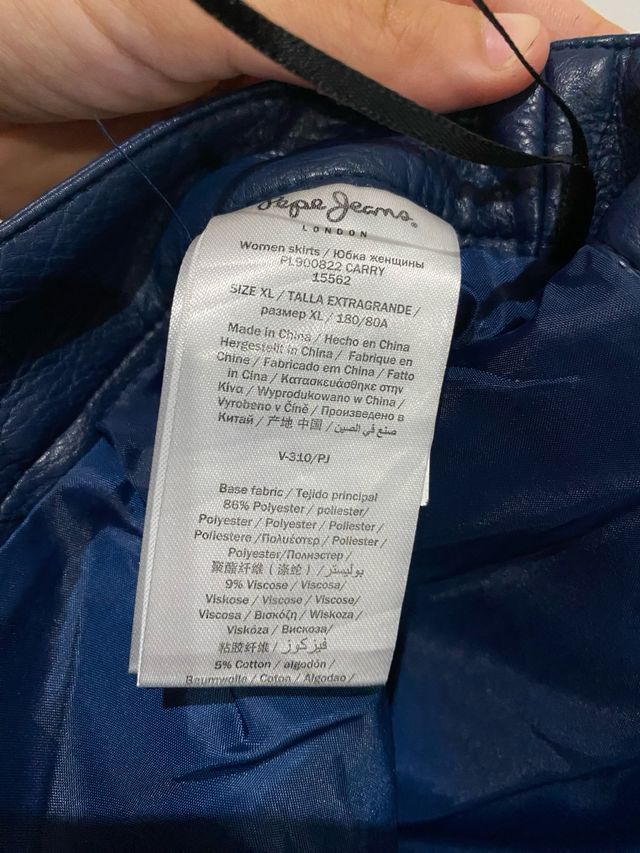 Pepe Jeans®
LONDON
Women skirts / Юбка женщины
PL900822 CARRY
15562
SIZE XL / TALLA EXTRAGRANDE /
размер XL / 180/80A
Made in China / Hecho en China
Hergestellt in China / Fabrique en
Chine / Fabricado em China / Fatto
in Cina / Κατασκευάσθηκε στην
Κίνα / Wyprodukowano w China /
Vyrobeno v Číně / Произведено в
Китай / 产地 中国 / صنع في الصين
V-310/PJ
Base fabric / Tejido principal
86% Polyester / poliester/
Polyester / Polyester / Poliester /
Poliestere / Πολυέστερ / Poliester /
Polyester/Полиэстер /
聚酯纤维 ( 涤纶 ) / بوليستر/
9% Viscose / Viscosa/
Viskose / Viscose / Viscose/
Viscosa / Βισκόζη / Wiskoza /
Viskóza / Вискоза/
粘胶纤维 / فيزكوز/
5% Cotton / algodón /
Baumwolle / Coton / Algodao /